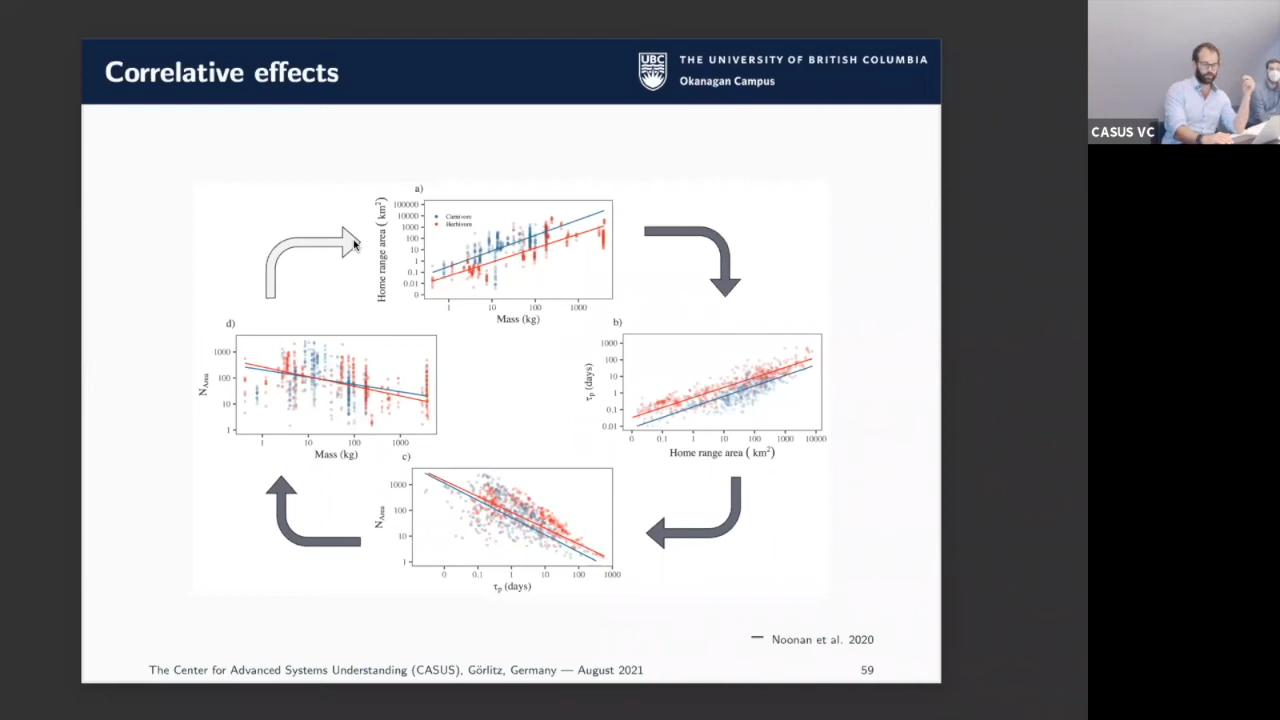 Correlative effects
UBC
THE UNIVERSITY OF BRITISH COLUMBIA
Okanagan Campus
CASUS VC
a)
Home range area ( km²)
100000
10000
1000
100
10
1
0.1
0.01
0
Carnivore
Herbivore
1 10 100 1000
Mass (kg)
d)
N_Area
1000
100
10
1
1 10 100 1000
Mass (kg)
b)
τ_p (days)
1000
100
10
1
0.1
0.01
0 0.1 1 10 100 1000 10000
Home range area ( km²)
c)
N_Area
1000
100
10
1
0 0.1 1 10 100 1000
τ_p (days)
— Noonan et al. 2020
The Center for Advanced Systems Understanding (CASUS), Görlitz, Germany — August 2021
59